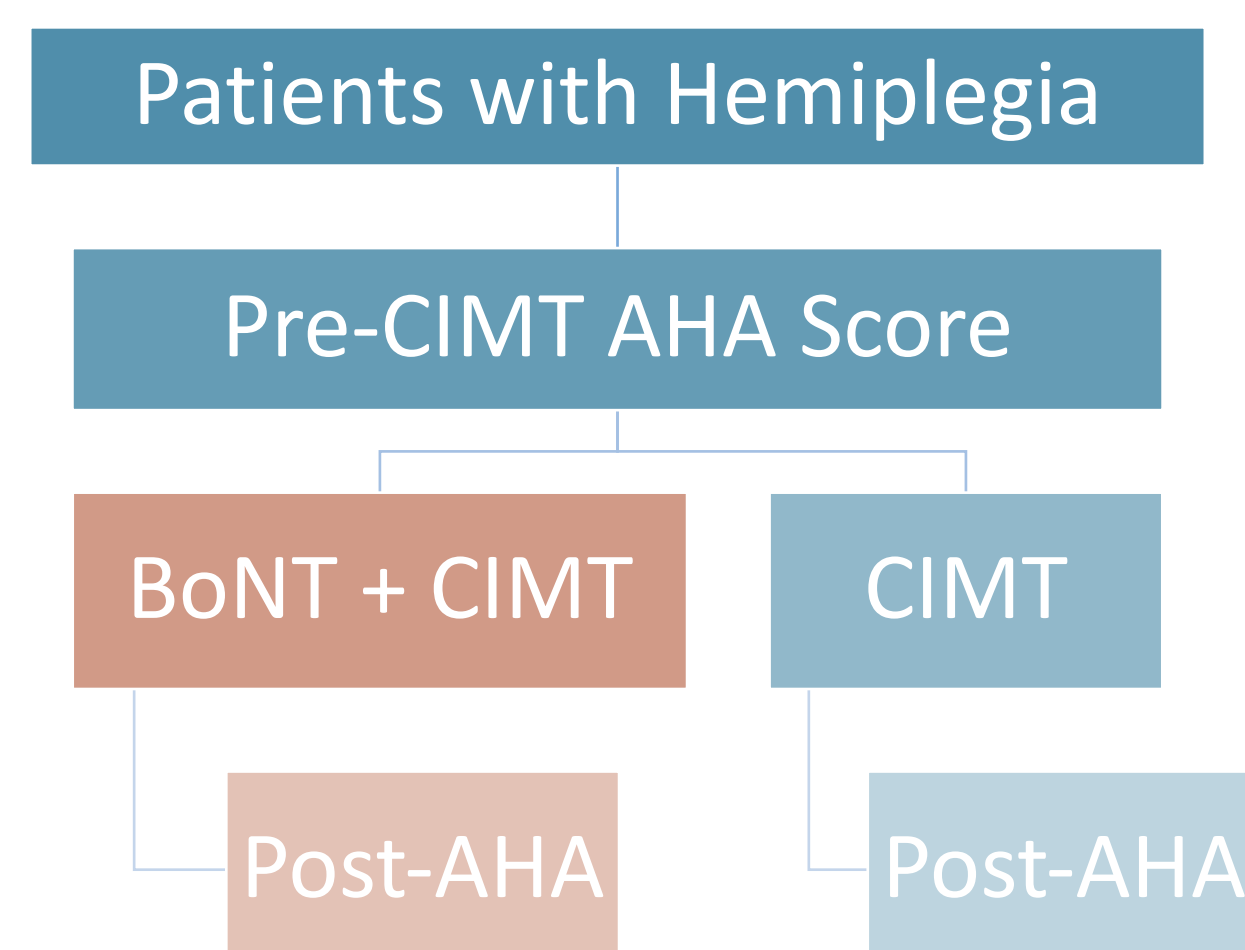 Patients with Hemiplegia
Pre-CIMT AHA Score
BoNT + CIMT
CIMT
Post-AHA
Post-AHA